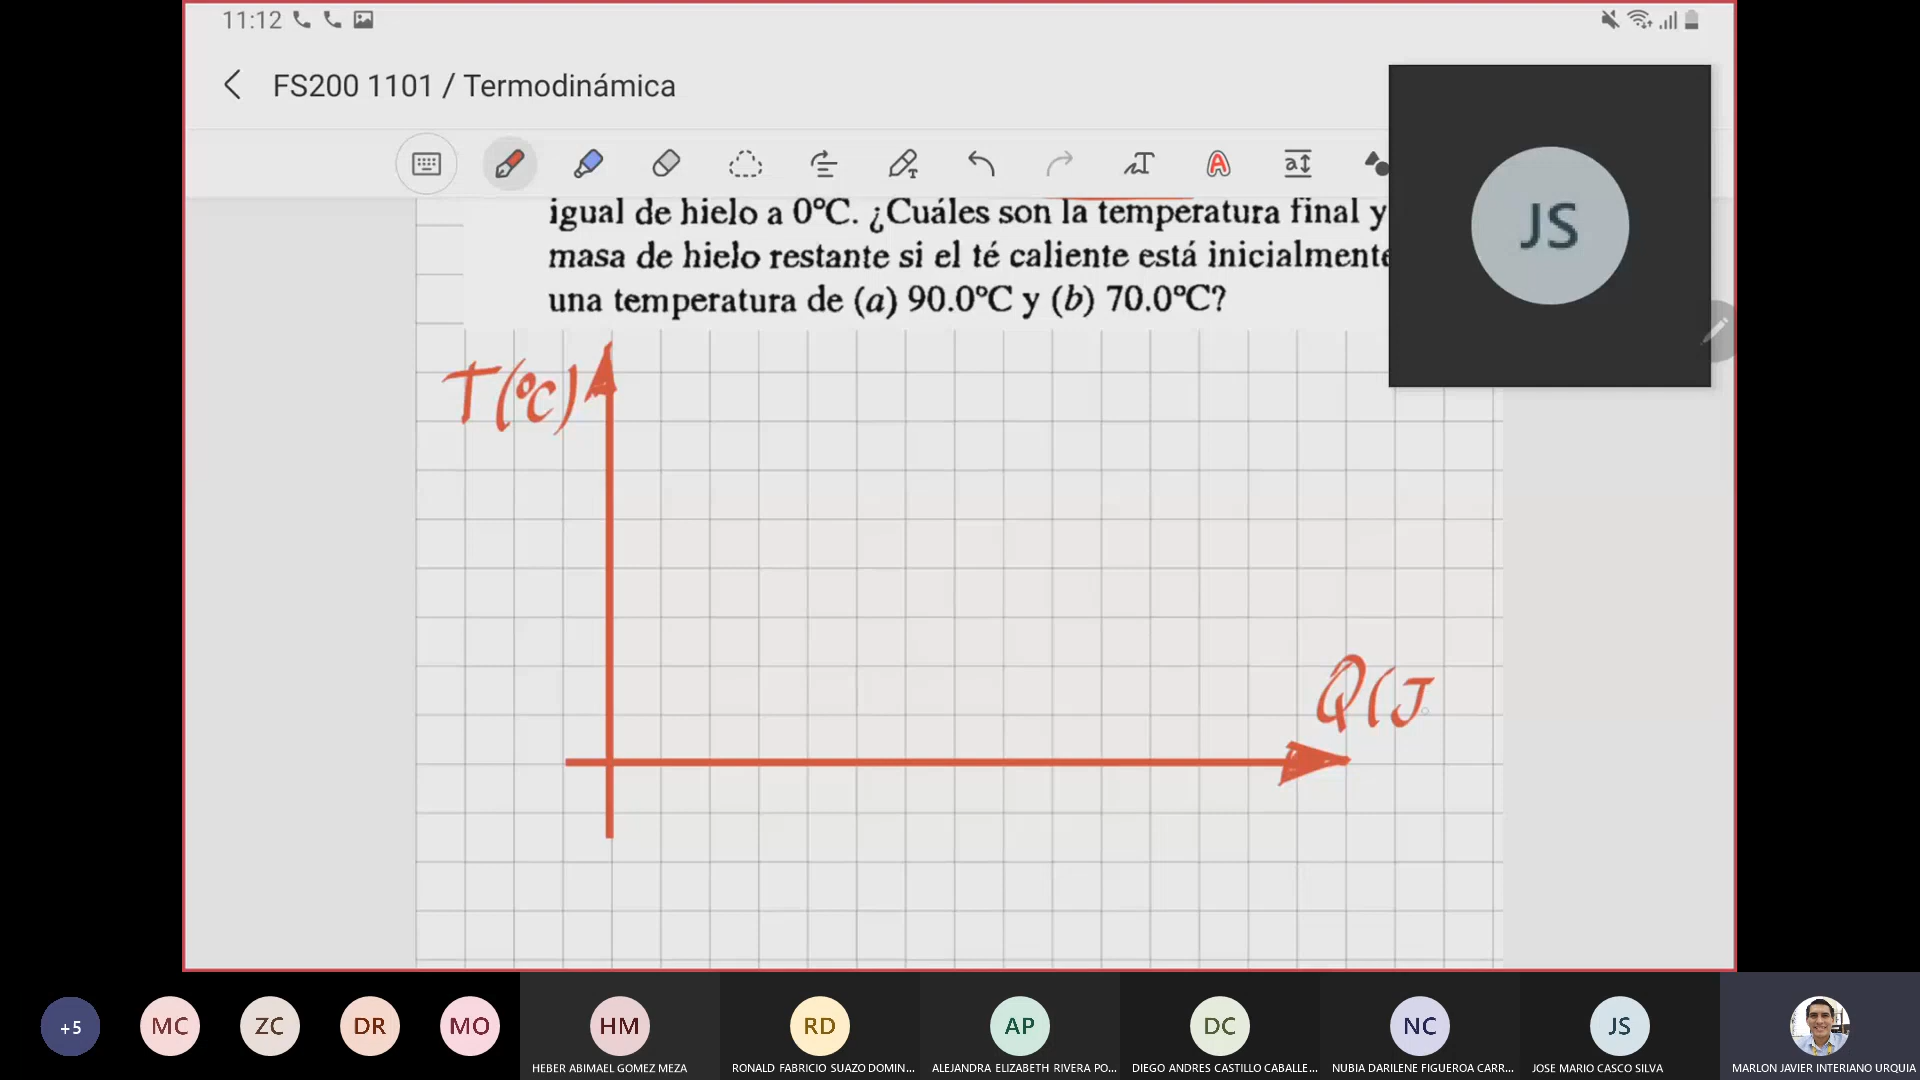 11:12
FS200 1101 / Termodinámica
igual de hielo a 0°C. ¿Cuáles son la temperatura final y
masa de hielo restante si el té caliente está inicialmente
una temperatura de (a) 90.0°C y (b) 70.0°C?
JS
T(°C)
Q(J
+5
MC
ZC
DR
MO
HM
RD
AP
DC
NC
JS
HEBER ABIMAEL GOMEZ MEZA
RONALD FABRICIO SUAZO DOMIN...
ALEJANDRA ELIZABETH RIVERA PO...
DIEGO ANDRES CASTILLO CABALLE...
NUBIA DARILENE FIGUEROA CARR...
JOSE MARIO CASCO SILVA
MARLON JAVIER INTERIANO URQUIA